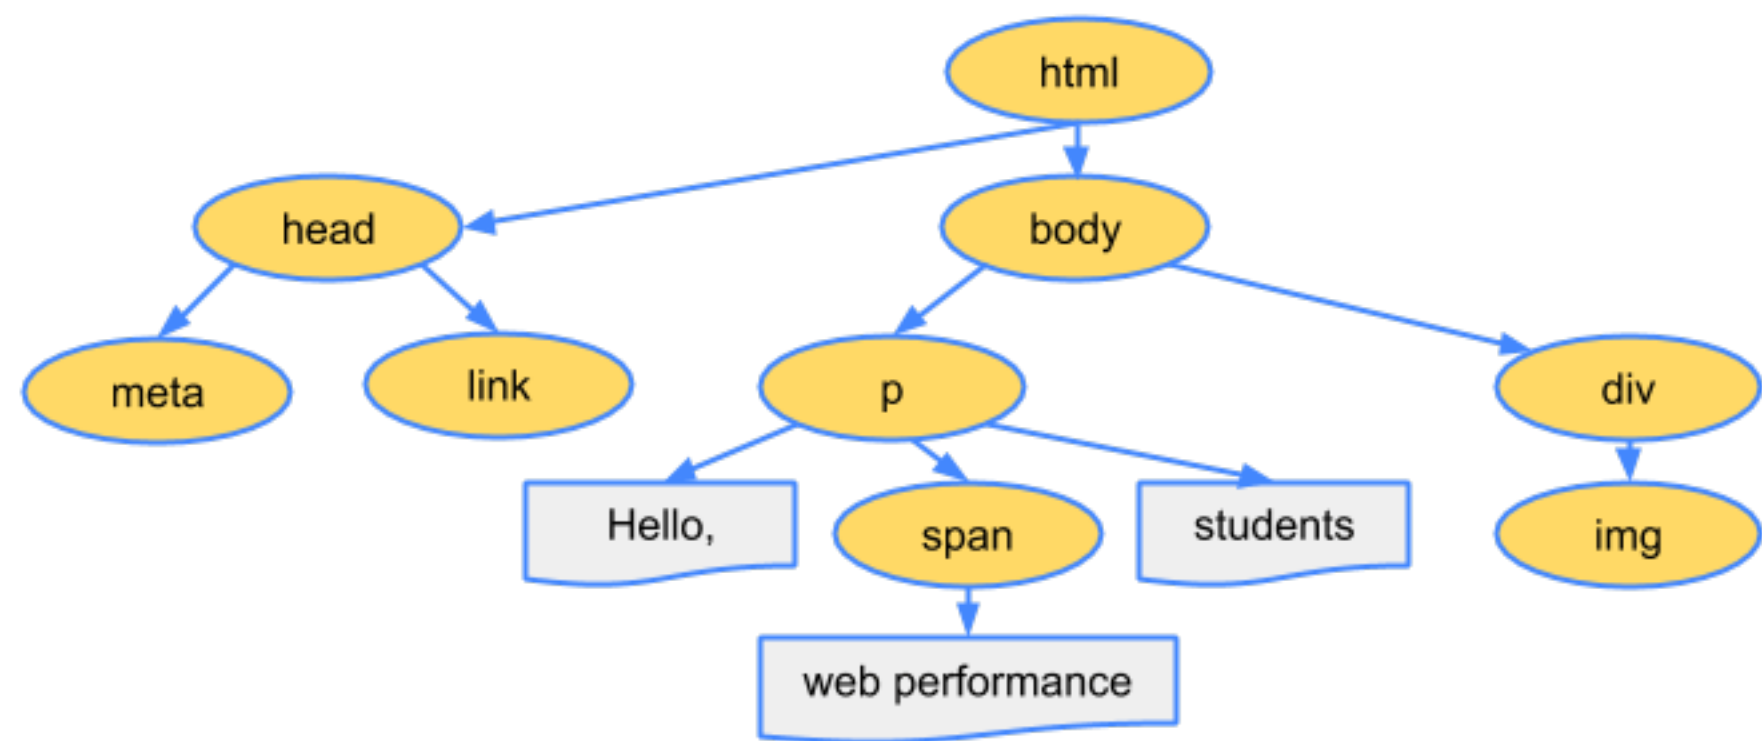 html
head
body
meta
link
p
div
Hello,
span
students
img
web performance